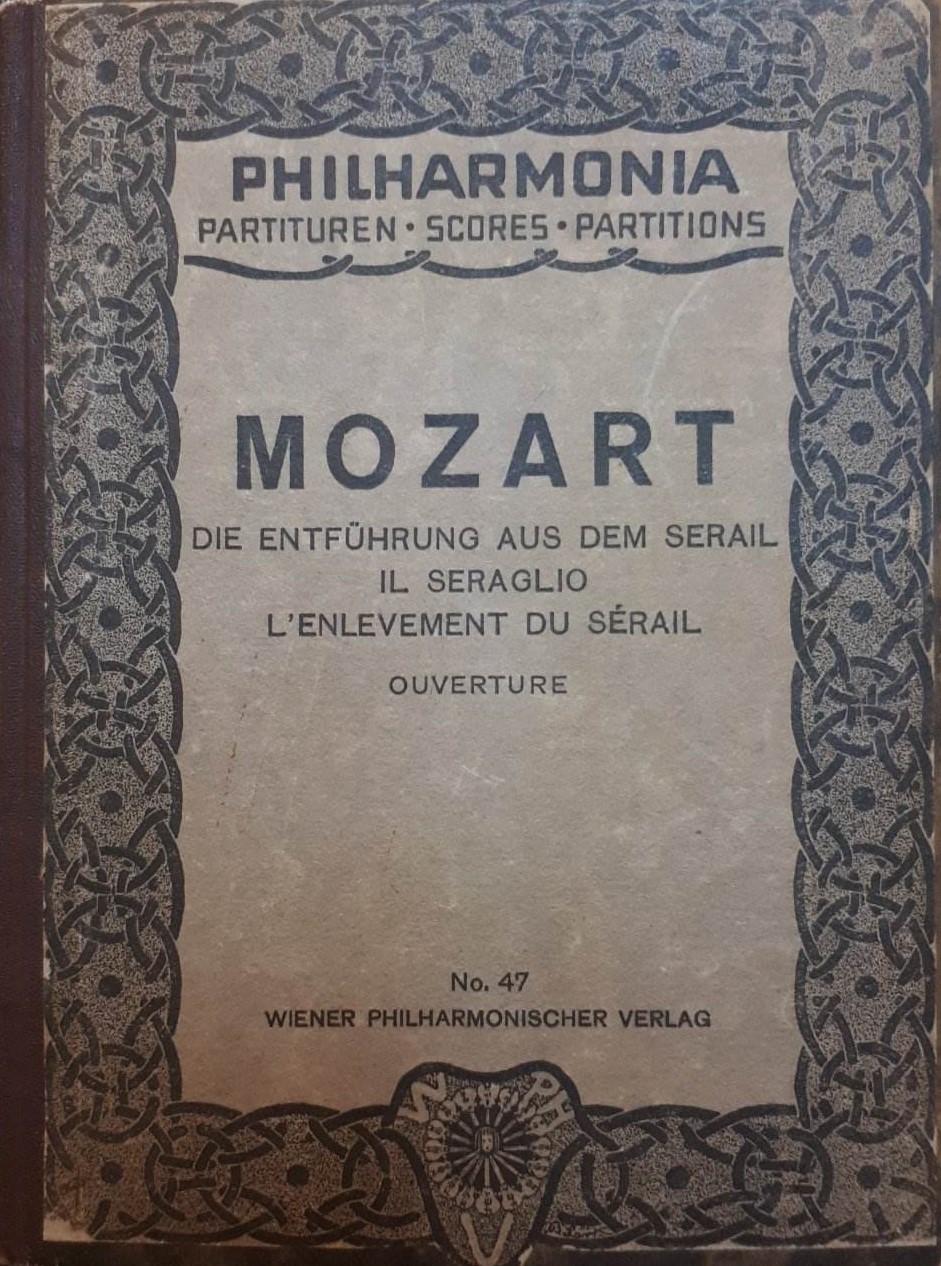 PHILHARMONIA
PARTITUREN · SCORES · PARTITIONS
MOZART
DIE ENTFÜHRUNG AUS DEM SERAIL
IL SERAGLIO
L'ENLEVEMENT DU SÉRAIL
OUVERTURE
No. 47
WIENER PHILHARMONISCHER VERLAG
W PH
V